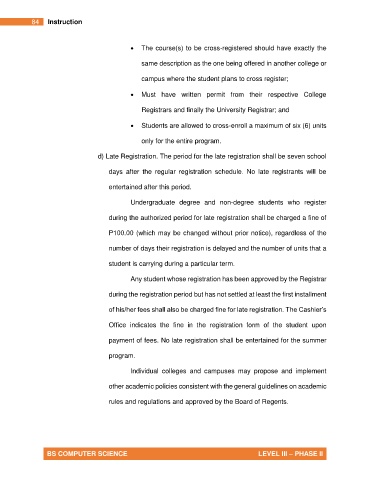 84 Instruction
• The course(s) to be cross-registered should have exactly the
same description as the one being offered in another college or
campus where the student plans to cross register;
• Must have written permit from their respective College
Registrars and finally the University Registrar; and
• Students are allowed to cross-enroll a maximum of six (6) units
only for the entire program.
d) Late Registration. The period for the late registration shall be seven school
days after the regular registration schedule. No late registrants will be
entertained after this period.
Undergraduate degree and non-degree students who register
during the authorized period for late registration shall be charged a fine of
P100.00 (which may be changed without prior notice), regardless of the
number of days their registration is delayed and the number of units that a
student is carrying during a particular term.
Any student whose registration has been approved by the Registrar
during the registration period but has not settled at least the first installment
of his/her fees shall also be charged fine for late registration. The Cashier's
Office indicates the fine in the registration form of the student upon
payment of fees. No late registration shall be entertained for the summer
program.
Individual colleges and campuses may propose and implement
other academic policies consistent with the general guidelines on academic
rules and regulations and approved by the Board of Regents.
BS COMPUTER SCIENCE LEVEL III – PHASE II